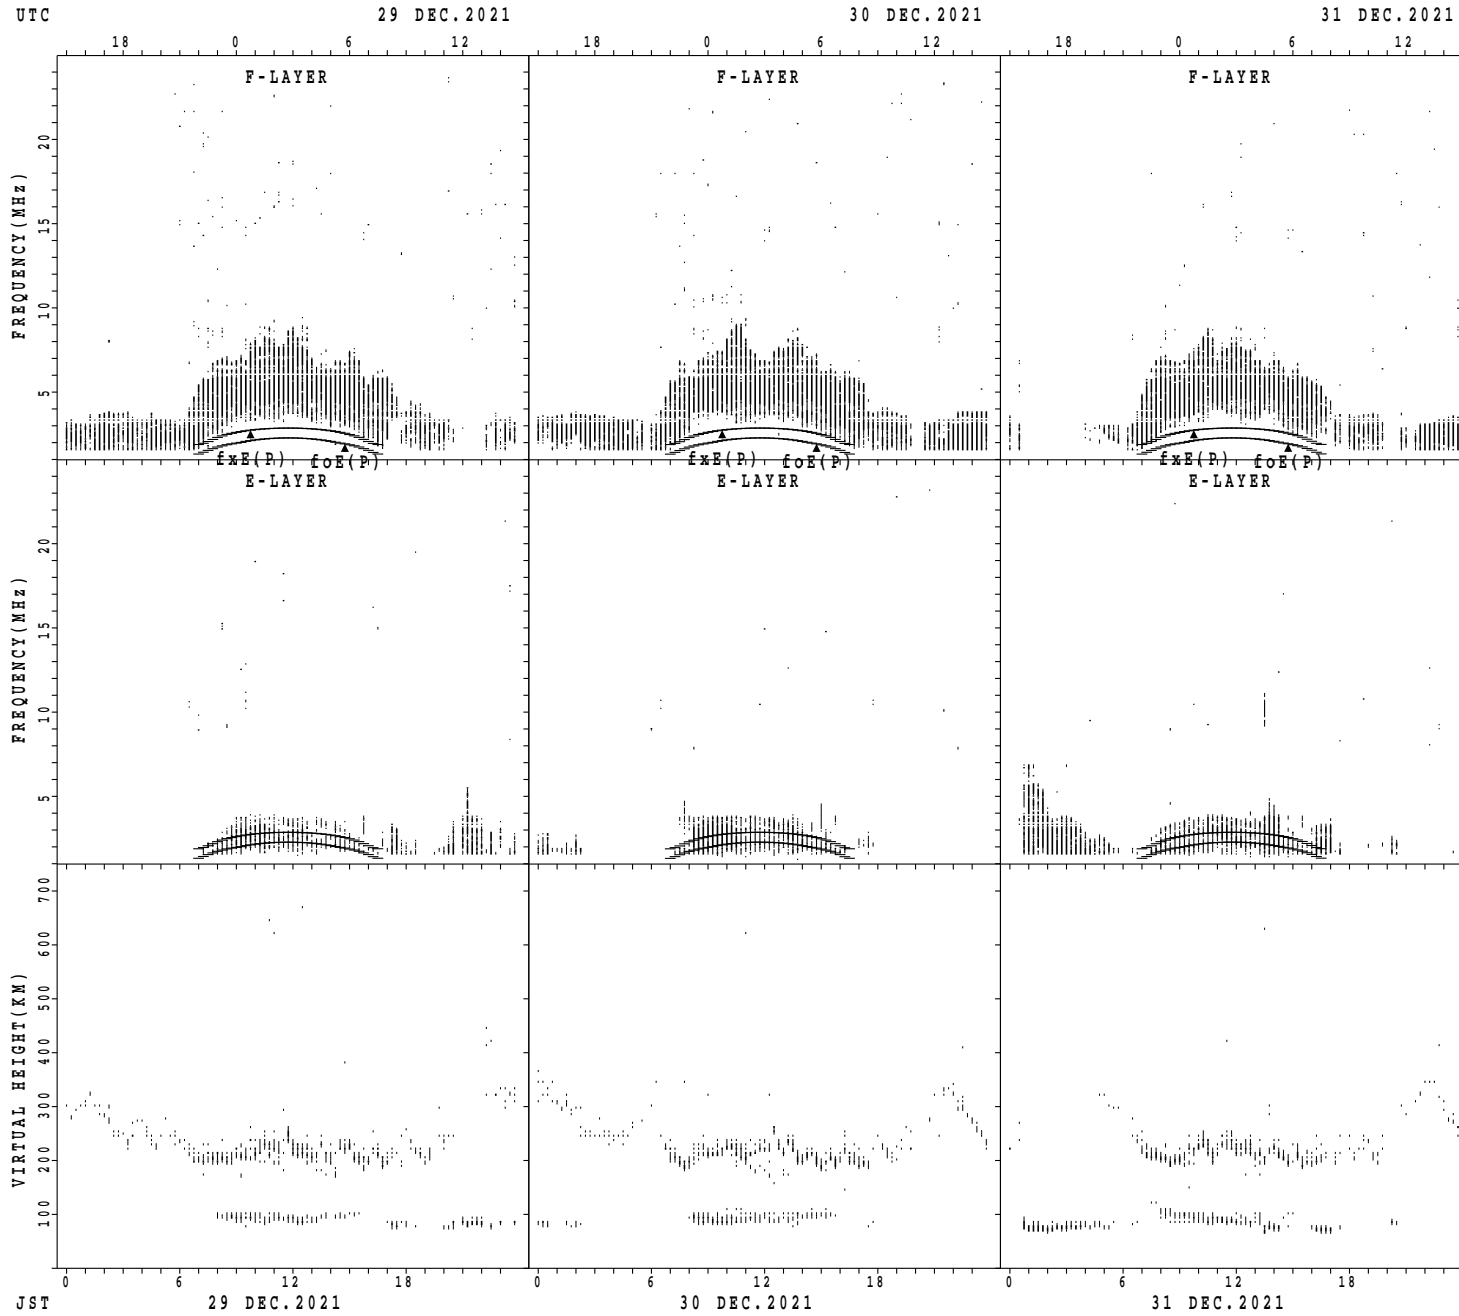 UTC 29 DEC.2021 30 DEC.2021 31 DEC.2021
18 0 6 12 18 0 6 12 18 0 6 12
F-LAYER F-LAYER F-LAYER
FREQUENCY(MHz)
20
15
10
5
fxE(P) foE(P) fxE(P) foE(P) fxE(P) foE(P)
E-LAYER E-LAYER E-LAYER
FREQUENCY(MHz)
20
15
10
5
VIRTUAL HEIGHT(KM)
700
600
500
400
300
200
100
0 6 12 18 0 6 12 18 0 6 12 18
JST 29 DEC.2021 30 DEC.2021 31 DEC.2021